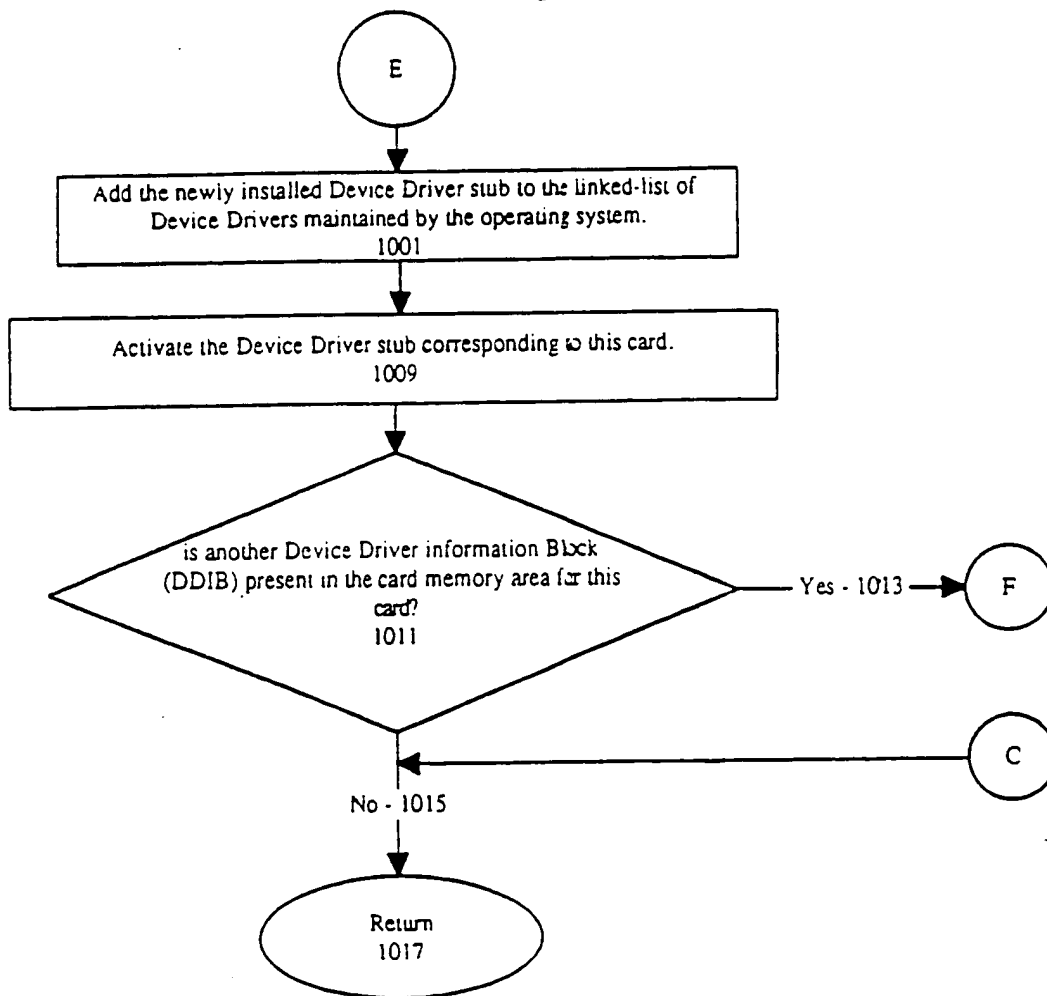 E
Add the newly installed Device Driver stub to the linked-list of
Device Drivers maintained by the operating system.
1001
Activate the Device Driver stub corresponding to this card.
1009
is another Device Driver information Block
(DDIB) present in the card memory area for this
card?
1011
Yes - 1013
F
C
No - 1015
Return
1017